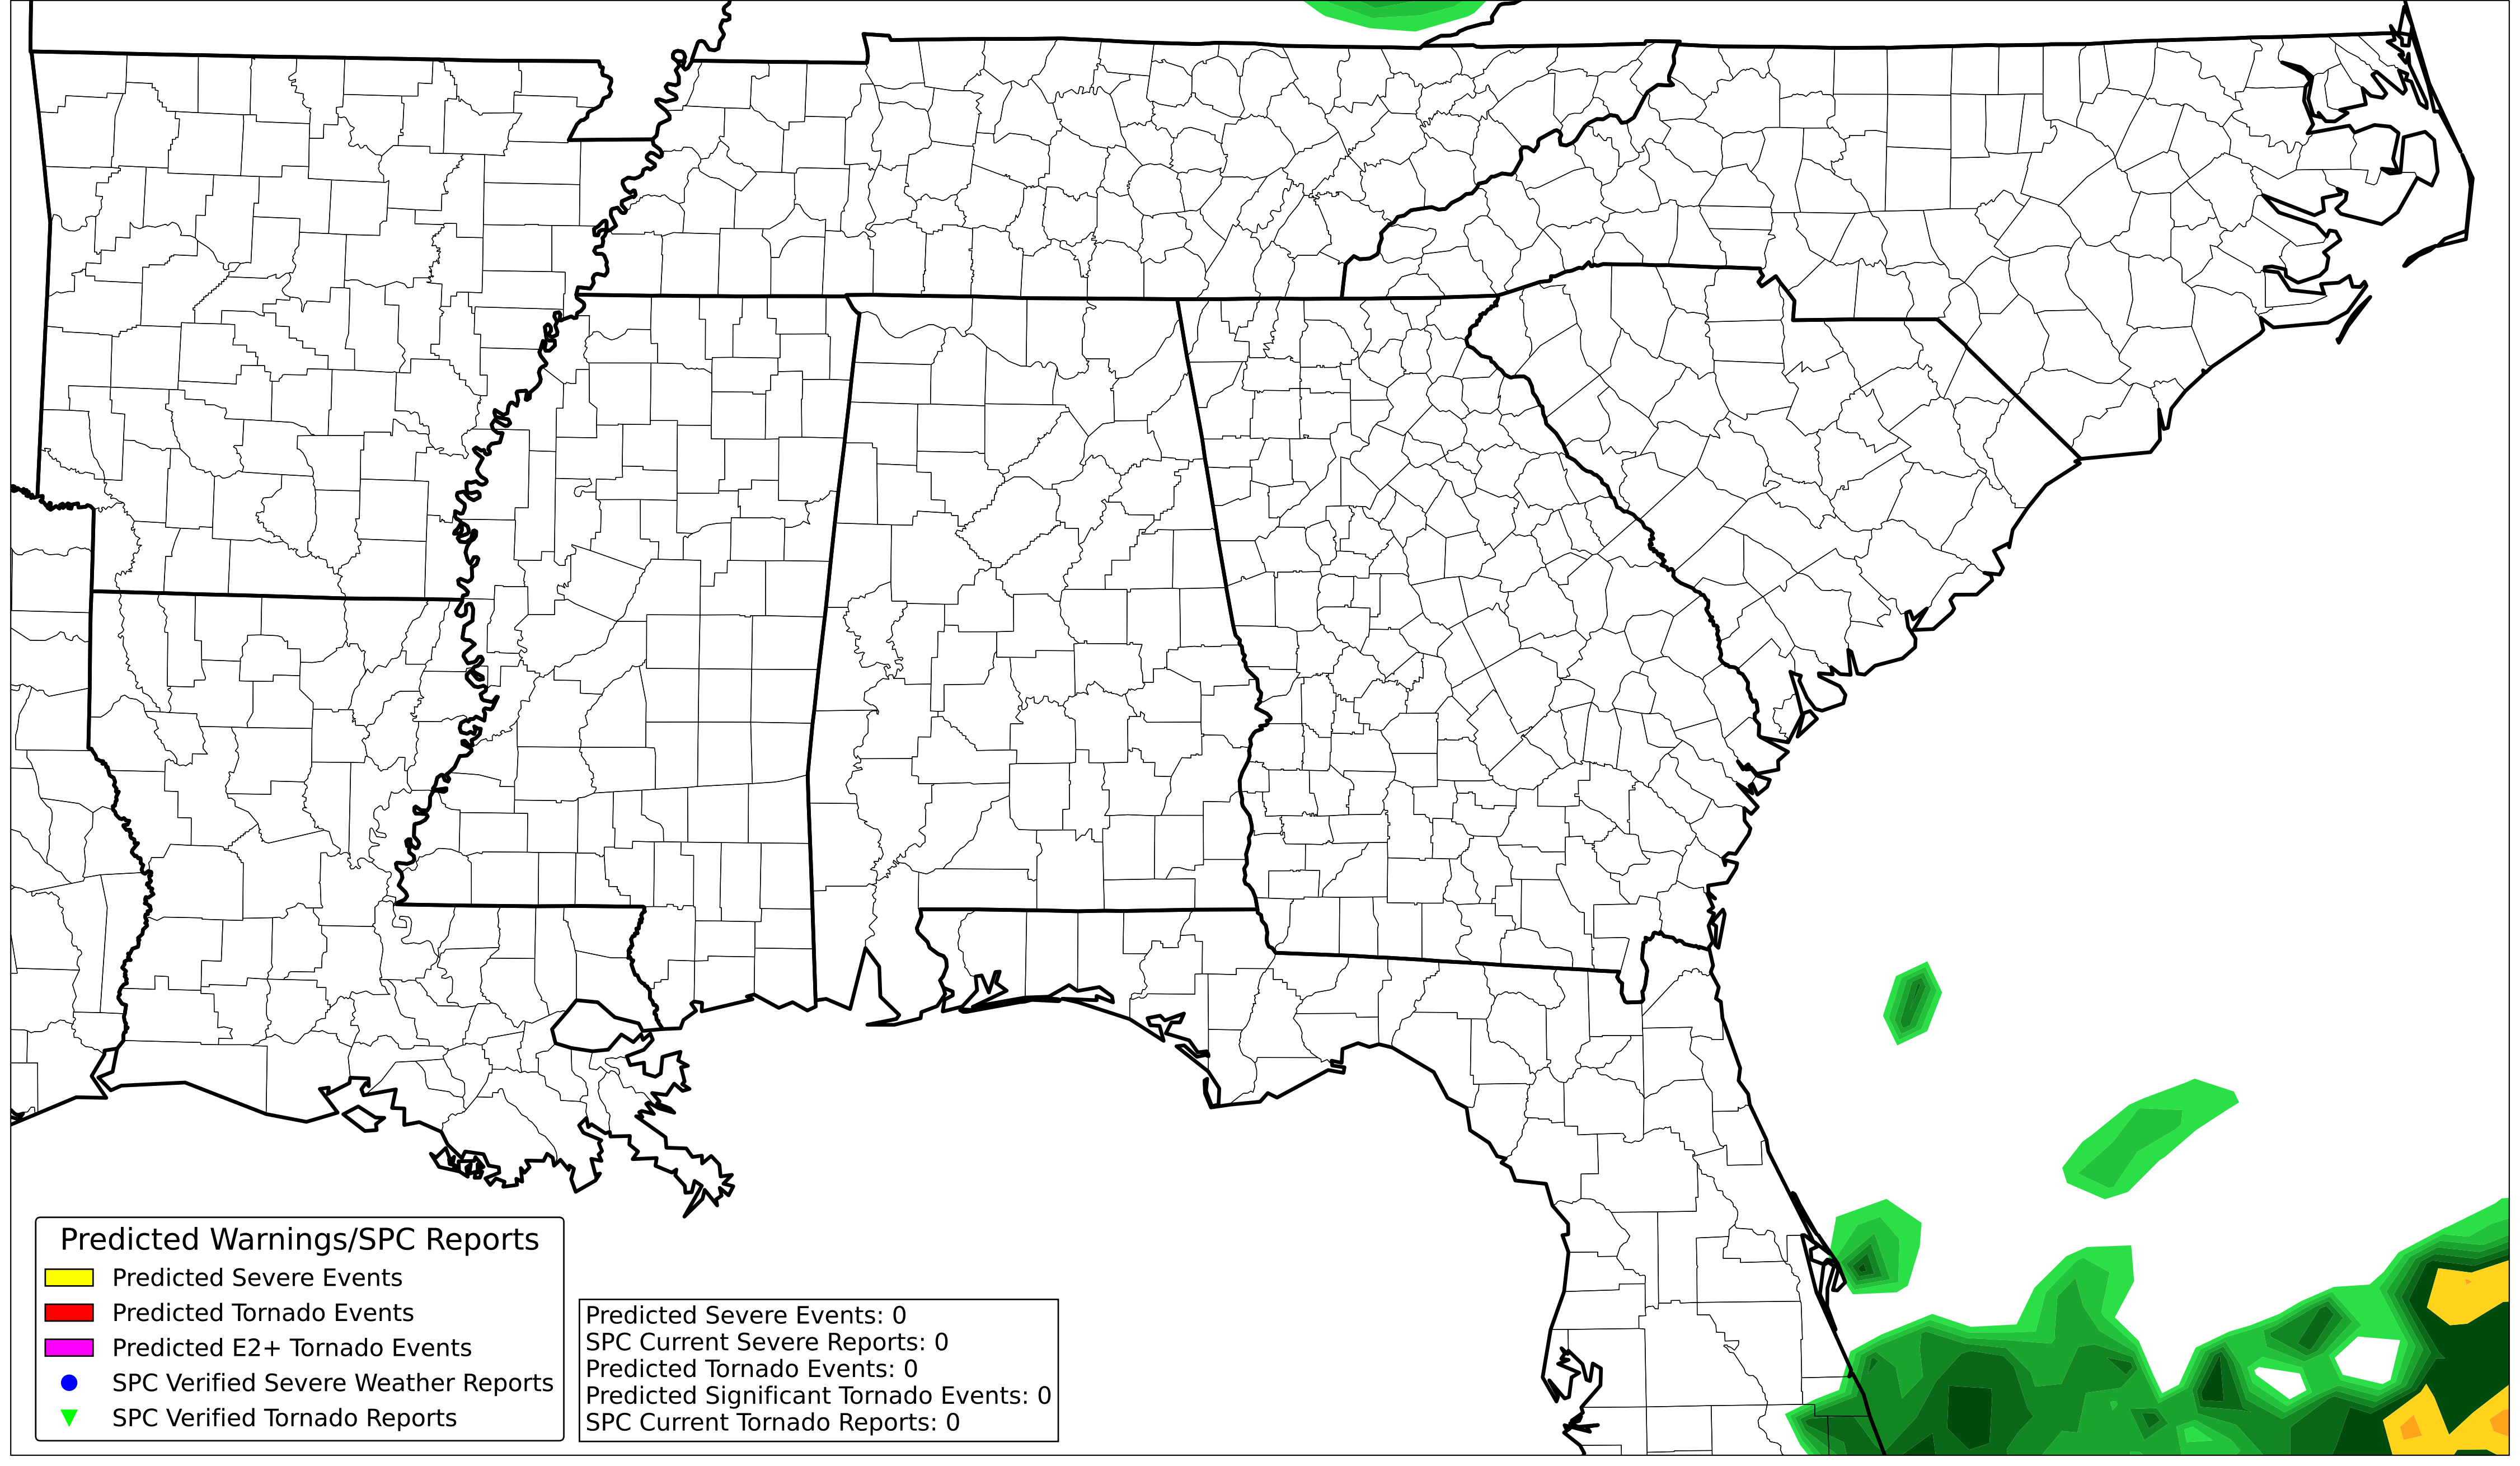 Predicted Warnings/SPC Reports
Predicted Severe Events
Predicted Tornado Events
Predicted E2+ Tornado Events
SPC Verified Severe Weather Reports
SPC Verified Tornado Reports
Predicted Severe Events: 0
SPC Current Severe Reports: 0
Predicted Tornado Events: 0
Predicted Significant Tornado Events: 0
SPC Current Tornado Reports: 0